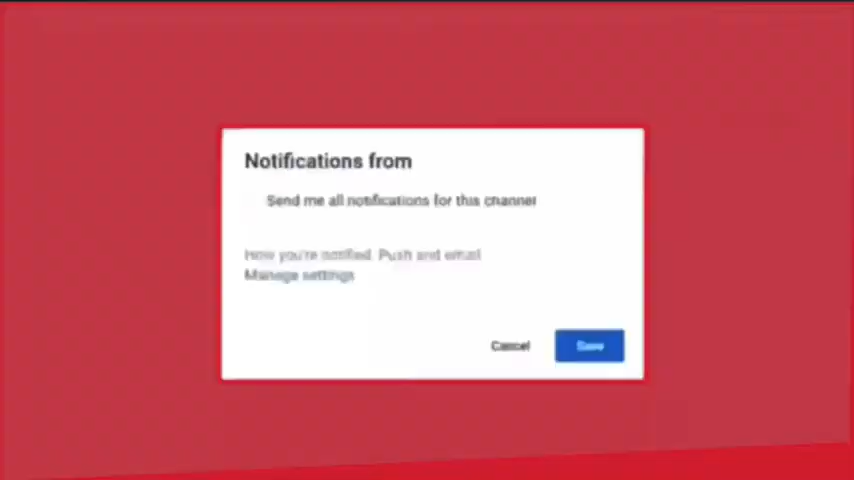 Notifications from
Send me all notifications for this channel
How you're notified: Push and email
Manage settings
Cancel
Save